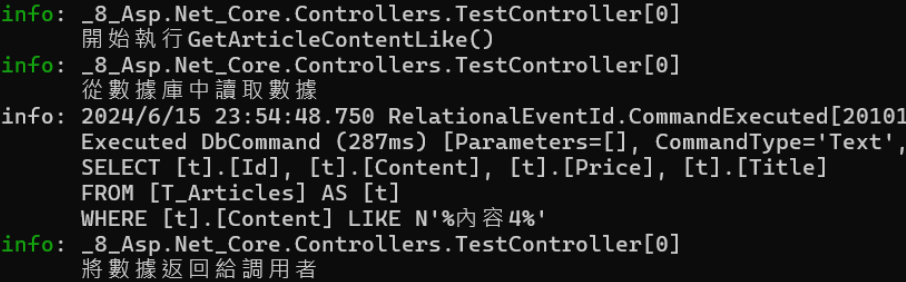 info: _8_Asp.Net_Core.Controllers.TestController[0]
開始執行GetArticleContentLike()
info: _8_Asp.Net_Core.Controllers.TestController[0]
從數據庫中讀取數據
info: 2024/6/15 23:54:48.750 RelationalEventId.CommandExecuted[20101
Executed DbCommand (287ms) [Parameters=[], CommandType='Text',
SELECT [t].[Id], [t].[Content], [t].[Price], [t].[Title]
FROM [T_Articles] AS [t]
WHERE [t].[Content] LIKE N'%內容4%'
info: _8_Asp.Net_Core.Controllers.TestController[0]
將數據返回給調用者